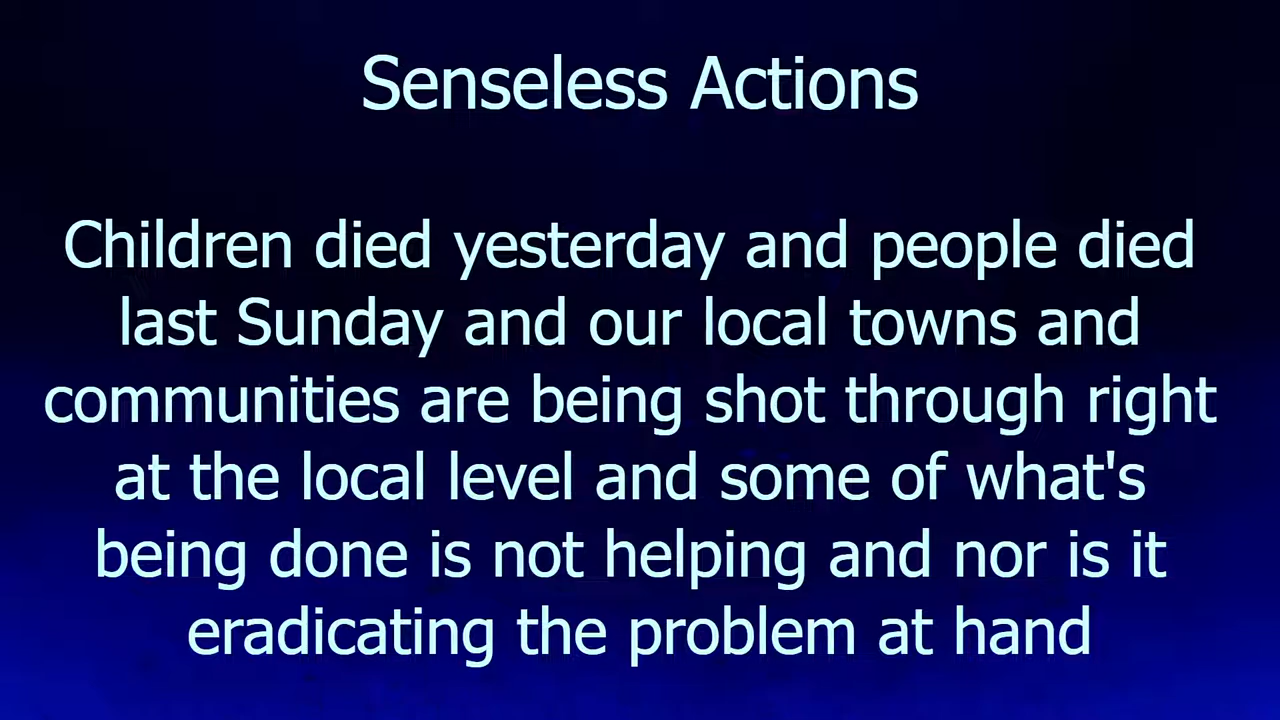 Senseless Actions
Children died yesterday and people died
last Sunday and our local towns and
communities are being shot through right
at the local level and some of what's
being done is not helping and nor is it
eradicating the problem at hand